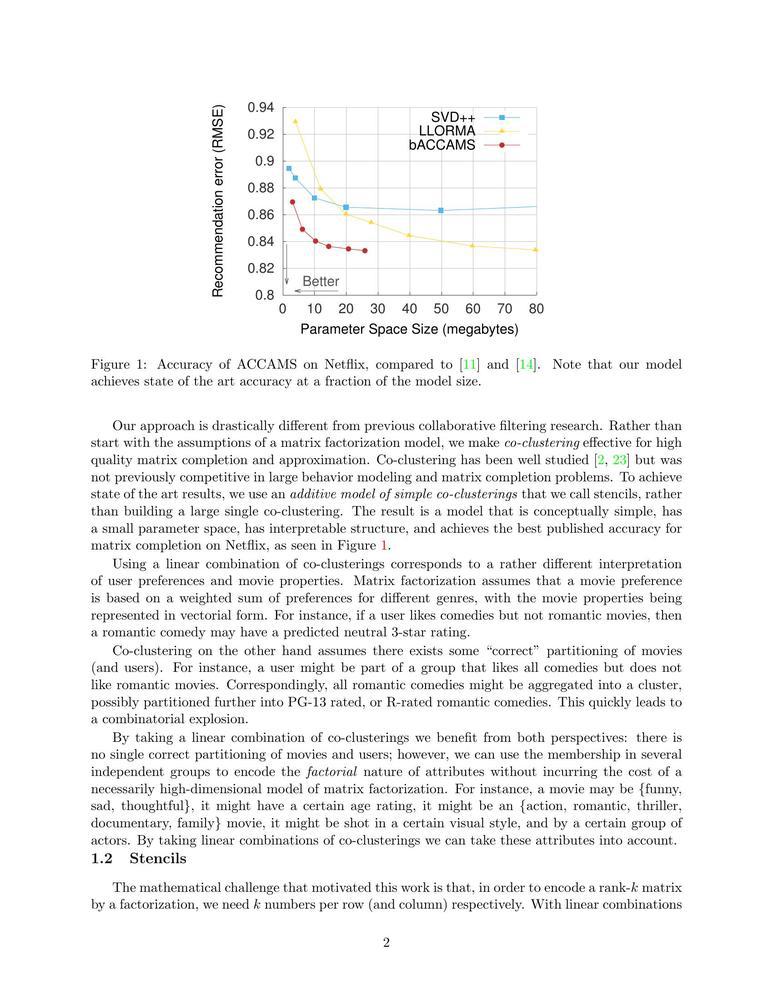 0.94
0.92
0.9
0.88
0.86
0.84
0.82
0.8
Recommendation error (RMSE)
SVD++
LLORMA
bACCAMS
Better
0 10 20 30 40 50 60 70 80
Parameter Space Size (megabytes)
Figure 1: Accuracy of ACCAMS on Netflix, compared to [11] and [14]. Note that our model
achieves state of the art accuracy at a fraction of the model size.
Our approach is drastically different from previous collaborative filtering research. Rather than
start with the assumptions of a matrix factorization model, we make co-clustering effective for high
quality matrix completion and approximation. Co-clustering has been well studied [2, 23] but was
not previously competitive in large behavior modeling and matrix completion problems. To achieve
state of the art results, we use an additive model of simple co-clusterings that we call stencils, rather
than building a large single co-clustering. The result is a model that is conceptually simple, has
a small parameter space, has interpretable structure, and achieves the best published accuracy for
matrix completion on Netflix, as seen in Figure 1.
Using a linear combination of co-clusterings corresponds to a rather different interpretation
of user preferences and movie properties. Matrix factorization assumes that a movie preference
is based on a weighted sum of preferences for different genres, with the movie properties being
represented in vectorial form. For instance, if a user likes comedies but not romantic movies, then
a romantic comedy may have a predicted neutral 3-star rating.
Co-clustering on the other hand assumes there exists some “correct” partitioning of movies
(and users). For instance, a user might be part of a group that likes all comedies but does not
like romantic movies. Correspondingly, all romantic comedies might be aggregated into a cluster,
possibly partitioned further into PG-13 rated, or R-rated romantic comedies. This quickly leads to
a combinatorial explosion.
By taking a linear combination of co-clusterings we benefit from both perspectives: there is
no single correct partitioning of movies and users; however, we can use the membership in several
independent groups to encode the factorial nature of attributes without incurring the cost of a
necessarily high-dimensional model of matrix factorization. For instance, a movie may be {funny,
sad, thoughtful}, it might have a certain age rating, it might be an {action, romantic, thriller,
documentary, family} movie, it might be shot in a certain visual style, and by a certain group of
actors. By taking linear combinations of co-clusterings we can take these attributes into account.
1.2 Stencils
The mathematical challenge that motivated this work is that, in order to encode a rank-k matrix
by a factorization, we need k numbers per row (and column) respectively. With linear combinations
2